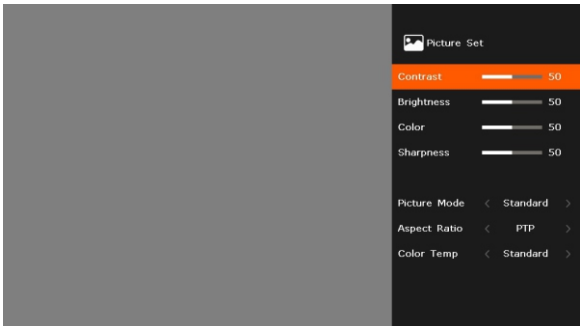 Picture Set
Contrast 50
Brightness 50
Color 50
Sharpness 50
Picture Mode < Standard >
Aspect Ratio < PTP >
Color Temp < Standard >